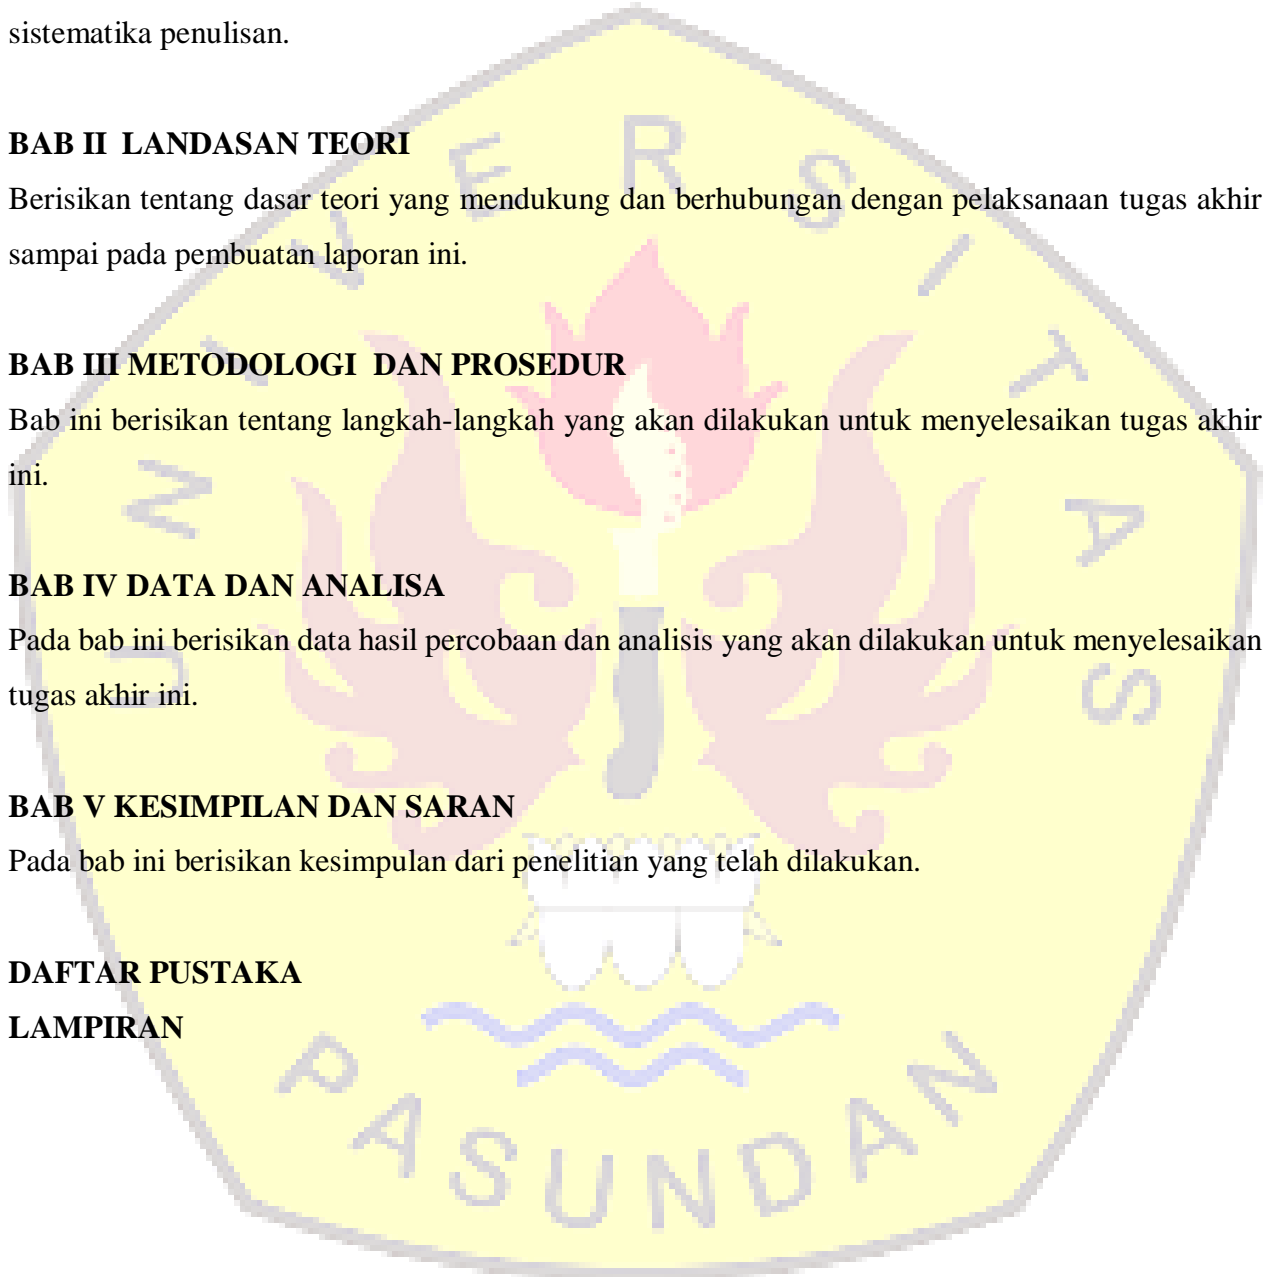 sistematika penulisan.
BAB II  LANDASAN TEORI
Berisikan tentang dasar teori yang mendukung dan berhubungan dengan pelaksanaan tugas akhir
sampai pada pembuatan laporan ini.
BAB III METODOLOGI  DAN PROSEDUR
Bab ini berisikan tentang langkah-langkah yang akan dilakukan untuk menyelesaikan tugas akhir
ini.
BAB IV DATA DAN ANALISA
Pada bab ini berisikan data hasil percobaan dan analisis yang akan dilakukan untuk menyelesaikan
tugas akhir ini.
BAB V KESIMPILAN DAN SARAN
Pada bab ini berisikan kesimpulan dari penelitian yang telah dilakukan.
DAFTAR PUSTAKA
LAMPIRAN
UNIVERSITAS
PASUNDAN